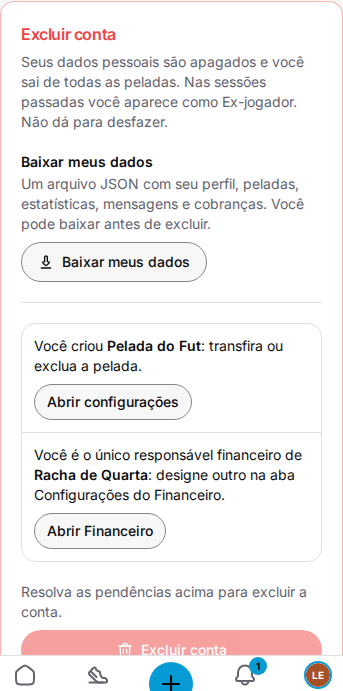 Excluir conta
Seus dados pessoais são apagados e você
sai de todas as peladas. Nas sessões
passadas você aparece como Ex-jogador.
Não dá para desfazer.
Baixar meus dados
Um arquivo JSON com seu perfil, peladas,
estatísticas, mensagens e cobranças. Você
pode baixar antes de excluir.
Baixar meus dados
Você criou Pelada do Fut: transfira ou
exclua a pelada.
Abrir configurações
Você é o único responsável financeiro de
Racha de Quarta: designe outro na aba
Configurações do Financeiro.
Abrir Financeiro
Resolva as pendências acima para excluir a
conta.
Excluir conta
1
LE